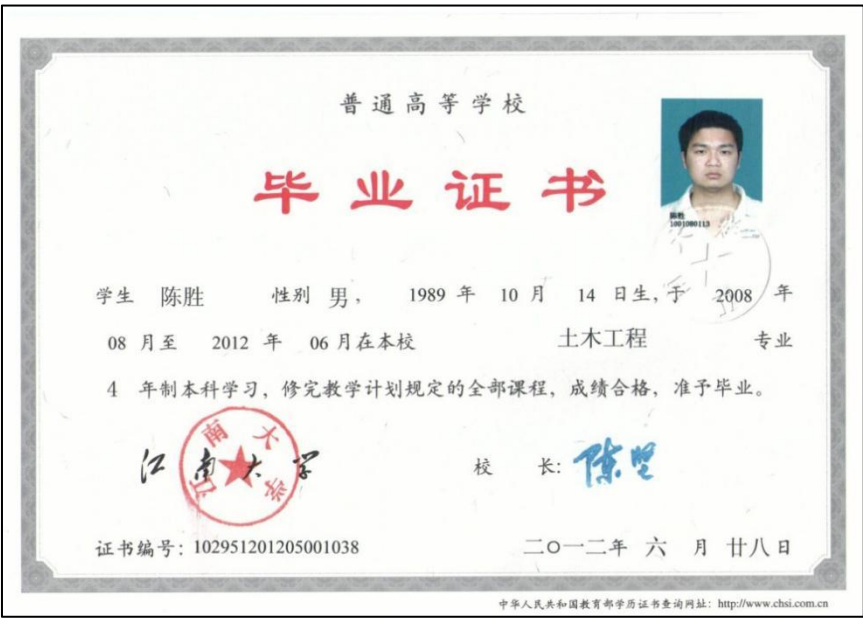 普通高等学校
毕业证书
陈胜
1001080113
学生 陈胜 性别 男， 1989 年 10 月 14 日生，于 2008 年
08 月至 2012 年 06 月在本校 土木工程 专业
4 年制本科学习，修完教学计划规定的全部课程，成绩合格，准予毕业。
江南大学
江南大学
校 长：陈坚
证书编号：102951201205001038
二○一二年 六 月 廿八日
中华人民共和国教育部学历证书查询网址：http://www.chsi.com.cn